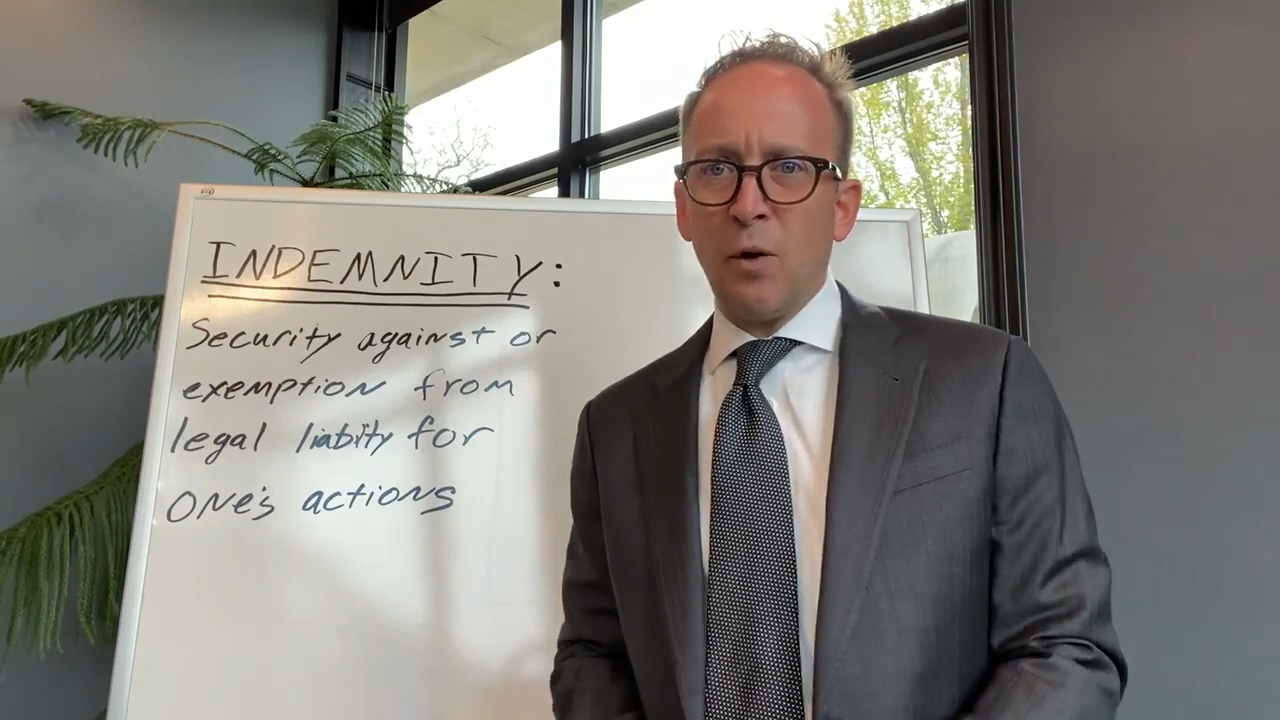 INDEMNITY:
Security against or
exemption from
legal liabity for
one's actions